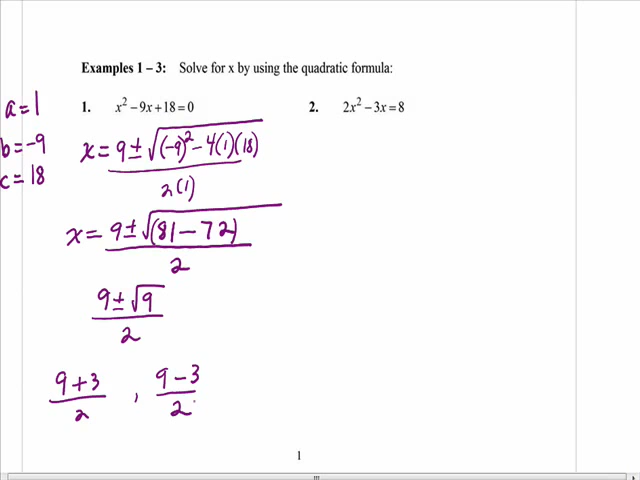 Examples 1 – 3: Solve for x by using the quadratic formula:
1. x² − 9x + 18 = 0
a = 1
b = -9
c = 18
x = 9 ± √(-9)² − 4(1)(18)
2(1)
x = 9 ± √(81 − 72)
2
9 ± √9
2
9 + 3 , 9 − 3
2 2
2. 2x² − 3x = 8
1